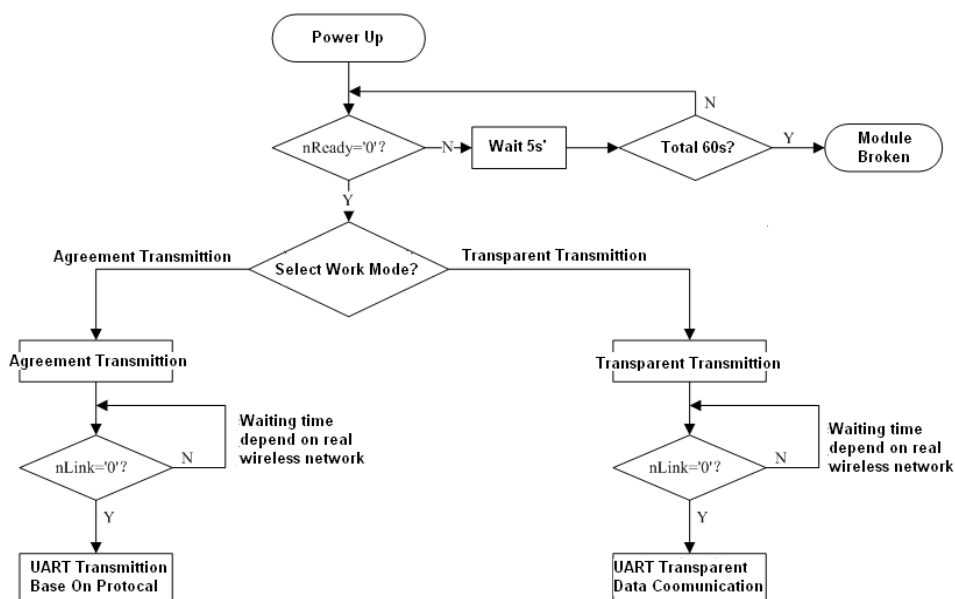 Power Up
N
nReady='0'?
N
Wait 5s'
Total 60s?
Y
Module
Broken
Y
Agreement Transmittion
Select Work Mode?
Transparent Transmittion
Agreement Transmittion
Transparent Transmittion
Waiting time
depend on real
wireless network
nLink='0'?
N
Waiting time
depend on real
wireless network
nLink='0'?
N
Y
Y
UART Transmittion
Base On Protocal
UART Transparent
Data Coomunication